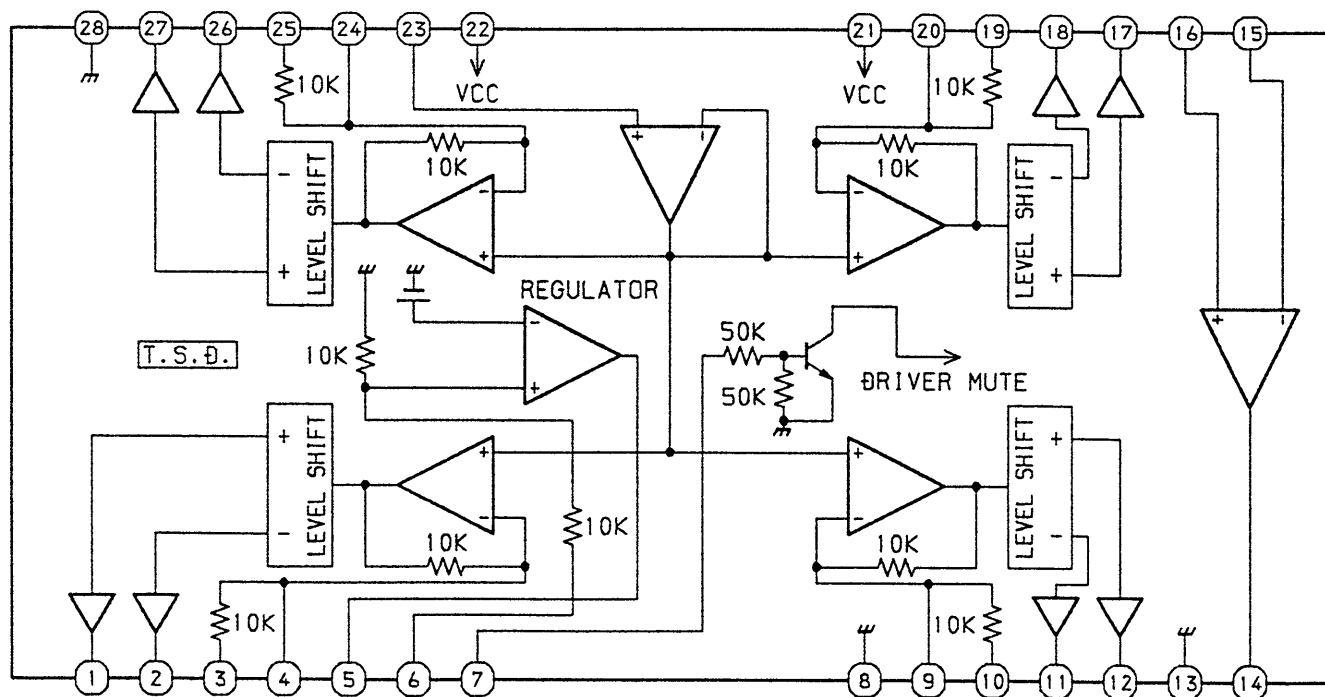 28 27 26 25 24 23 22 21 20 19 18 17 16 15
10K VCC VCC 10K
10K + - 10K
LEVEL SHIFT - + - + - + LEVEL SHIFT - +
REGULATOR
T.S.D. 10K - + 50K 50K DRIVER MUTE + -
LEVEL SHIFT + - + - + - LEVEL SHIFT + -
10K 10K 10K
10K 10K
1 2 3 4 5 6 7 8 9 10 11 12 13 14